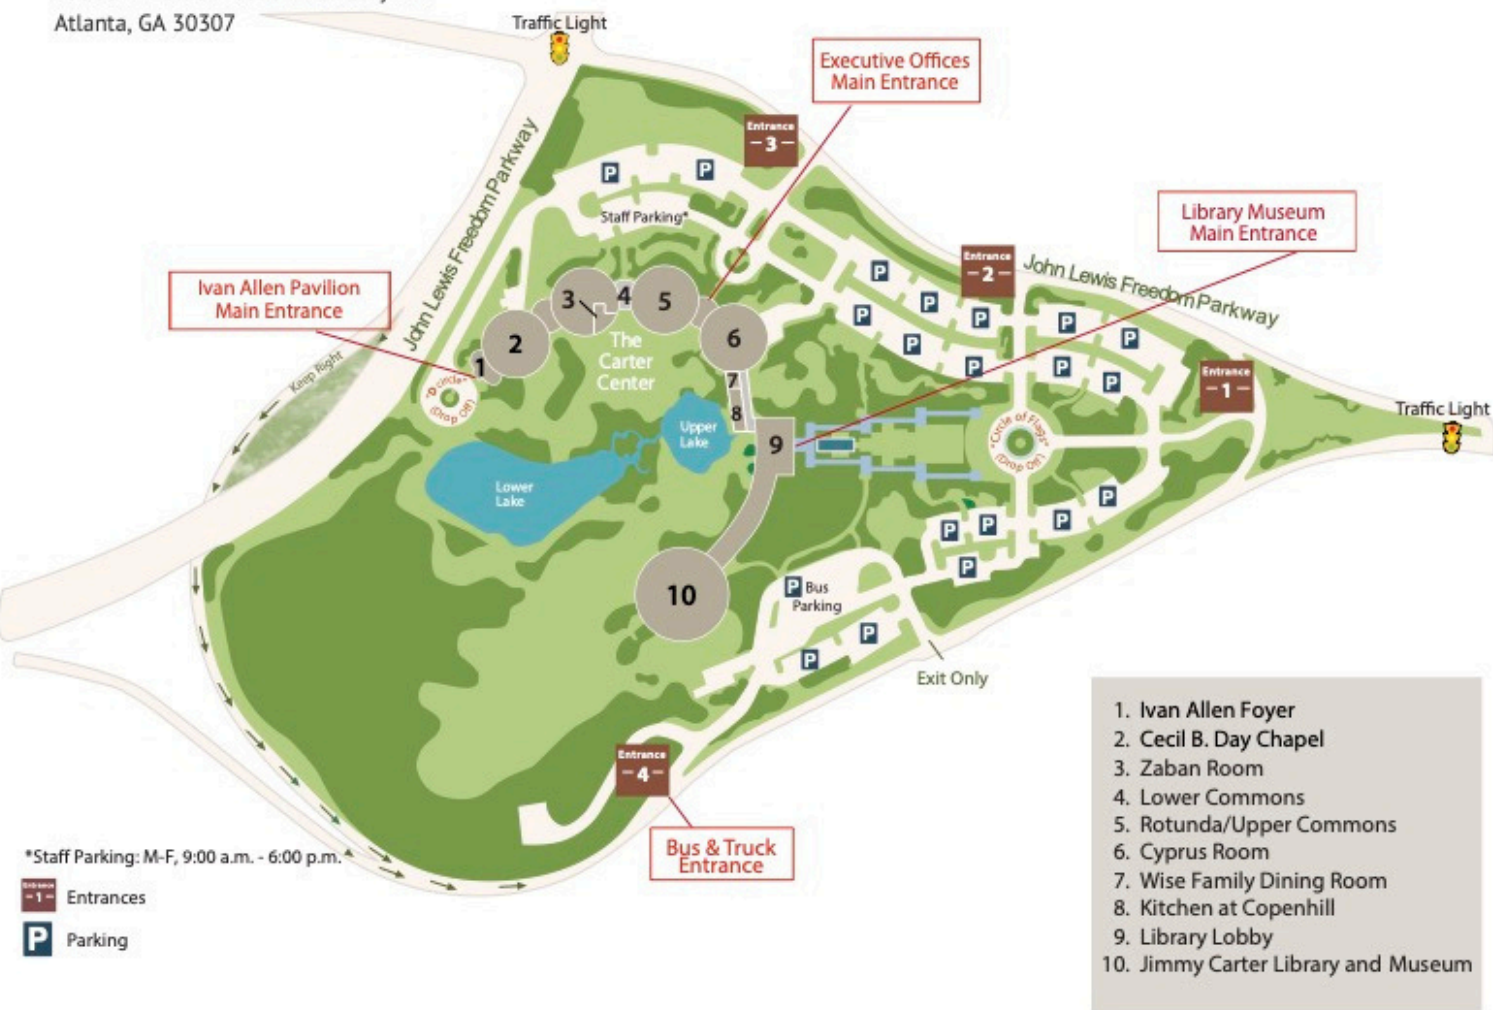 Atlanta, GA 30307
Traffic Light
Executive Offices
Main Entrance
Entrance
-3-
John Lewis Freedom Parkway
P
P
Staff Parking*
Library Museum
Main Entrance
Entrance
-2-
John Lewis Freedom Parkway
Ivan Allen Pavilion
Main Entrance
P
P
P
P
P
P
P
P
P
P
3
4
5
2
6
1
The
Carter
Center
7
8
9
10
Keep Right
"D circle"
(Drop Off)
Entrance
-1-
Traffic Light
Upper
Lake
Lower
Lake
"Circle of Flags"
(Drop Off)
P
P
P
P
P
P Bus
Parking
P
P
Exit Only
Entrance
-4-
Bus & Truck
Entrance
*Staff Parking: M-F, 9:00 a.m. - 6:00 p.m.
Entrance
-1-
Entrances
P
Parking
1. Ivan Allen Foyer
2. Cecil B. Day Chapel
3. Zaban Room
4. Lower Commons
5. Rotunda/Upper Commons
6. Cyprus Room
7. Wise Family Dining Room
8. Kitchen at Copenhill
9. Library Lobby
10. Jimmy Carter Library and Museum